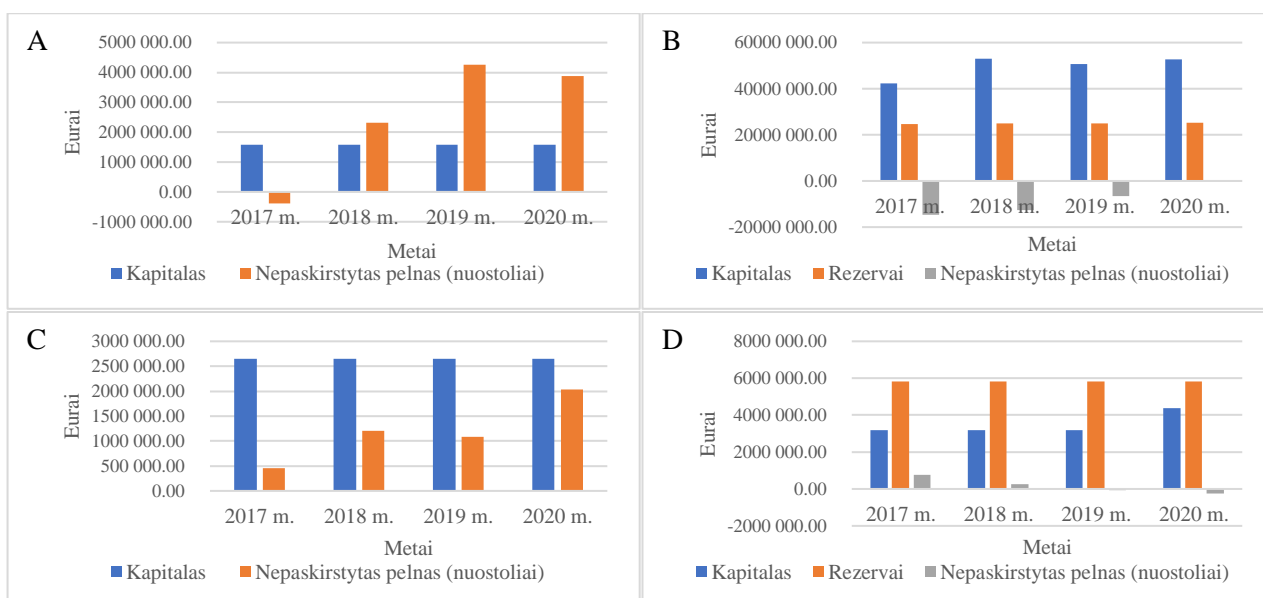 A
5000 000.00
4000 000.00
3000 000.00
2000 000.00
1000 000.00
0.00
-1000 000.00
Eurai
2017 m. 2018 m. 2019 m. 2020 m.
Metai
Kapitalas Nepaskirstytas pelnas (nuostoliai)
B
60000 000.00
40000 000.00
20000 000.00
0.00
-20000 000.00
Eurai
2017 m. 2018 m. 2019 m. 2020 m.
Metai
Kapitalas Rezervai Nepaskirstytas pelnas (nuostoliai)
C
3000 000.00
2500 000.00
2000 000.00
1500 000.00
1000 000.00
500 000.00
0.00
Eurai
2017 m. 2018 m. 2019 m. 2020 m.
Metai
Kapitalas Nepaskirstytas pelnas (nuostoliai)
D
8000 000.00
6000 000.00
4000 000.00
2000 000.00
0.00
-2000 000.00
Eurai
2017 m. 2018 m. 2019 m. 2020 m.
Metai
Kapitalas Rezervai Nepaskirstytas pelnas (nuostoliai)